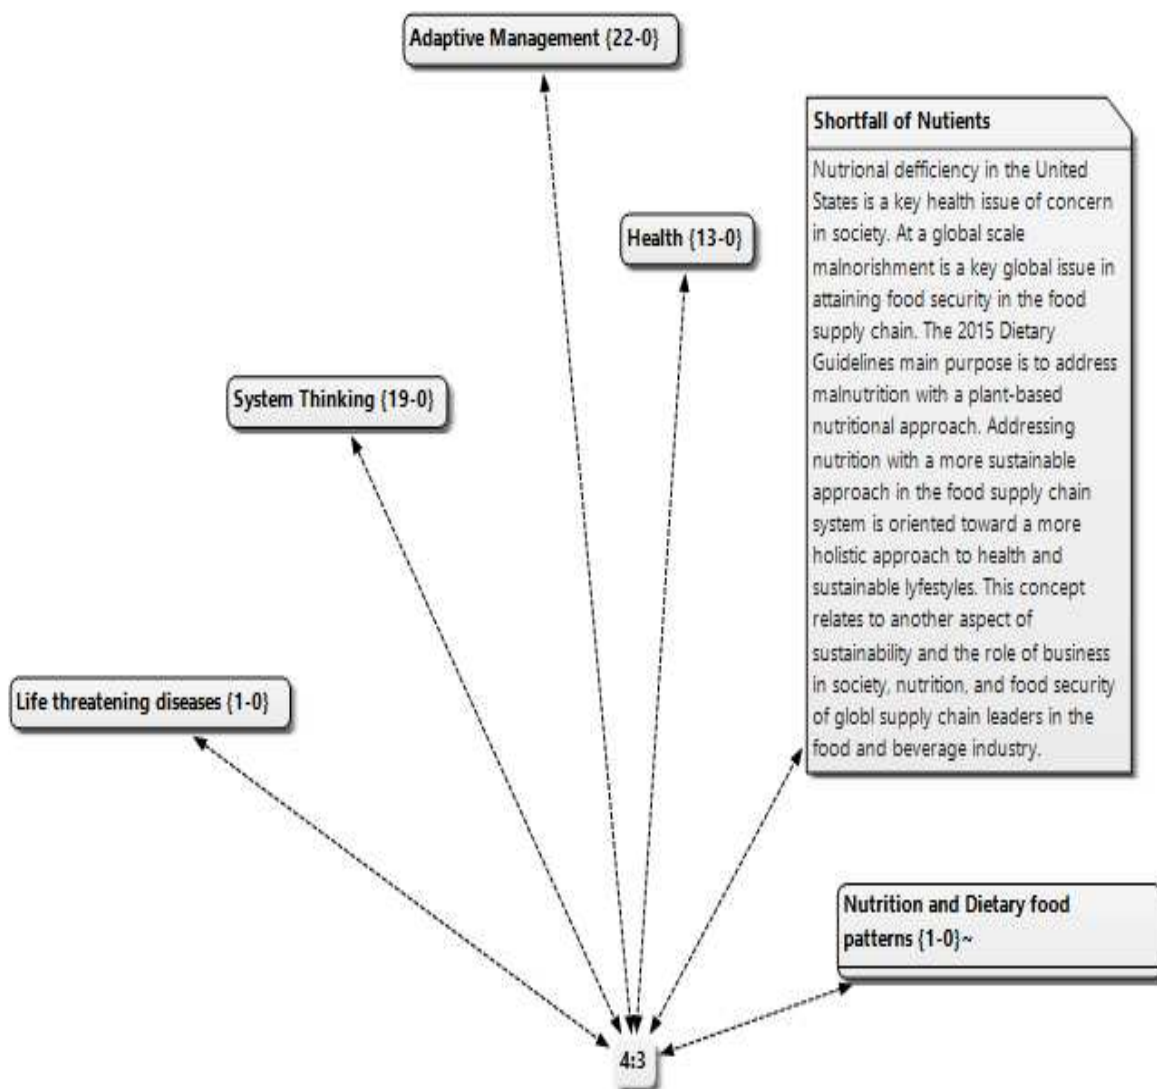 Adaptive Management {22-0}
Shortfall of Nutients
Nutrional defficiency in the United
States is a key health issue of concern
in society. At a global scale
malnorishment is a key global issue in
attaining food security in the food
supply chain. The 2015 Dietary
Guidelines main purpose is to address
malnutrition with a plant-based
nutritional approach. Addressing
nutrition with a more sustainable
approach in the food supply chain
system is oriented toward a more
holistic approach to health and
sustainable lyfestyles. This concept
relates to another aspect of
sustainability and the role of business
in society, nutrition, and food security
of globl supply chain leaders in the
food and beverage industry.
Health {13-0}
System Thinking {19-0}
Life threatening diseases {1-0}
Nutrition and Dietary food
patterns {1-0}~
4:3